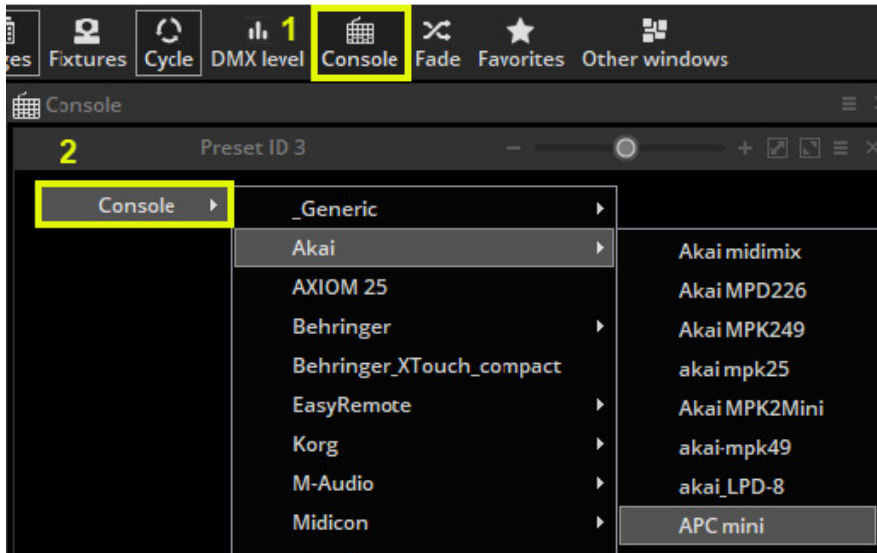 1
ges Fixtures Cycle DMX level Console Fade Favorites Other windows
Console
2 Preset ID 3
Console
_Generic
Akai
AXIOM 25
Behringer
Behringer_XTouch_compact
EasyRemote
Korg
M-Audio
Midicon
Akai midimix
Akai MPD226
Akai MPK249
akai mpk25
Akai MPK2Mini
akai-mpk49
akai_LPD-8
APC mini